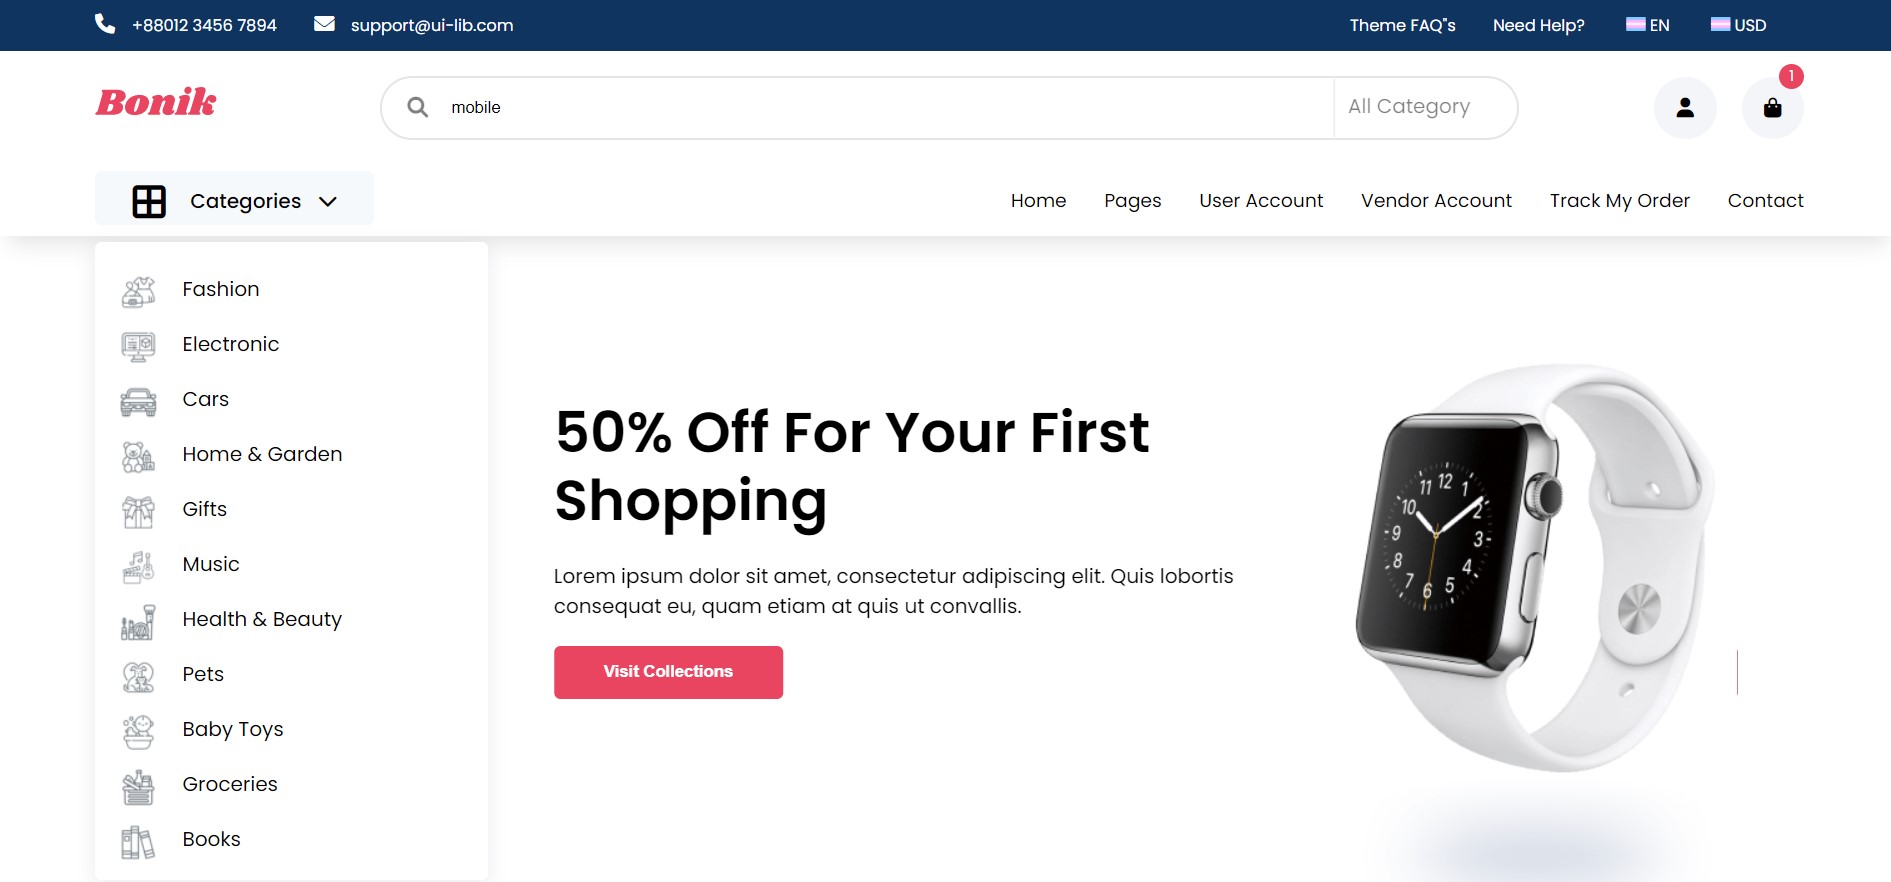 +88012 3456 7894
support@ui-lib.com
Theme FAQ"s
Need Help?
EN
USD
Bonik
mobile
All Category
1
Categories
Home
Pages
User Account
Vendor Account
Track My Order
Contact
Fashion
Electronic
Cars
Home & Garden
Gifts
Music
Health & Beauty
Pets
Baby Toys
Groceries
Books
50% Off For Your First
Shopping
Lorem ipsum dolor sit amet, consectetur adipiscing elit. Quis lobortis
consequat eu, quam etiam at quis ut convallis.
Visit Collections
12
1
2
3
4
5
6
7
8
9
10
11